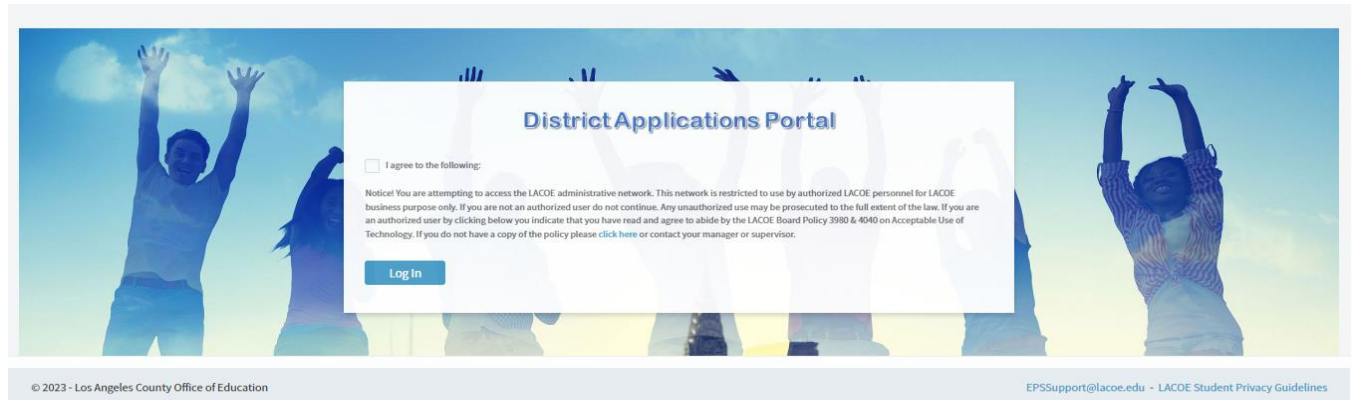 District Applications Portal
I agree to the following:
Notice! You are attempting to access the LACOE administrative network. This network is restricted to use by authorized LACOE personnel for LACOE
business purpose only. If you are not an authorized user do not continue. Any unauthorized use may be prosecuted to the full extent of the law. If you are
an authorized user by clicking below you indicate that you have read and agree to abide by the LACOE Board Policy 3980 & 4040 on Acceptable Use of
Technology. If you do not have a copy of the policy please click here or contact your manager or supervisor.
Log In
© 2023 - Los Angeles County Office of Education
EPSSupport@lacoe.edu - LACOE Student Privacy Guidelines